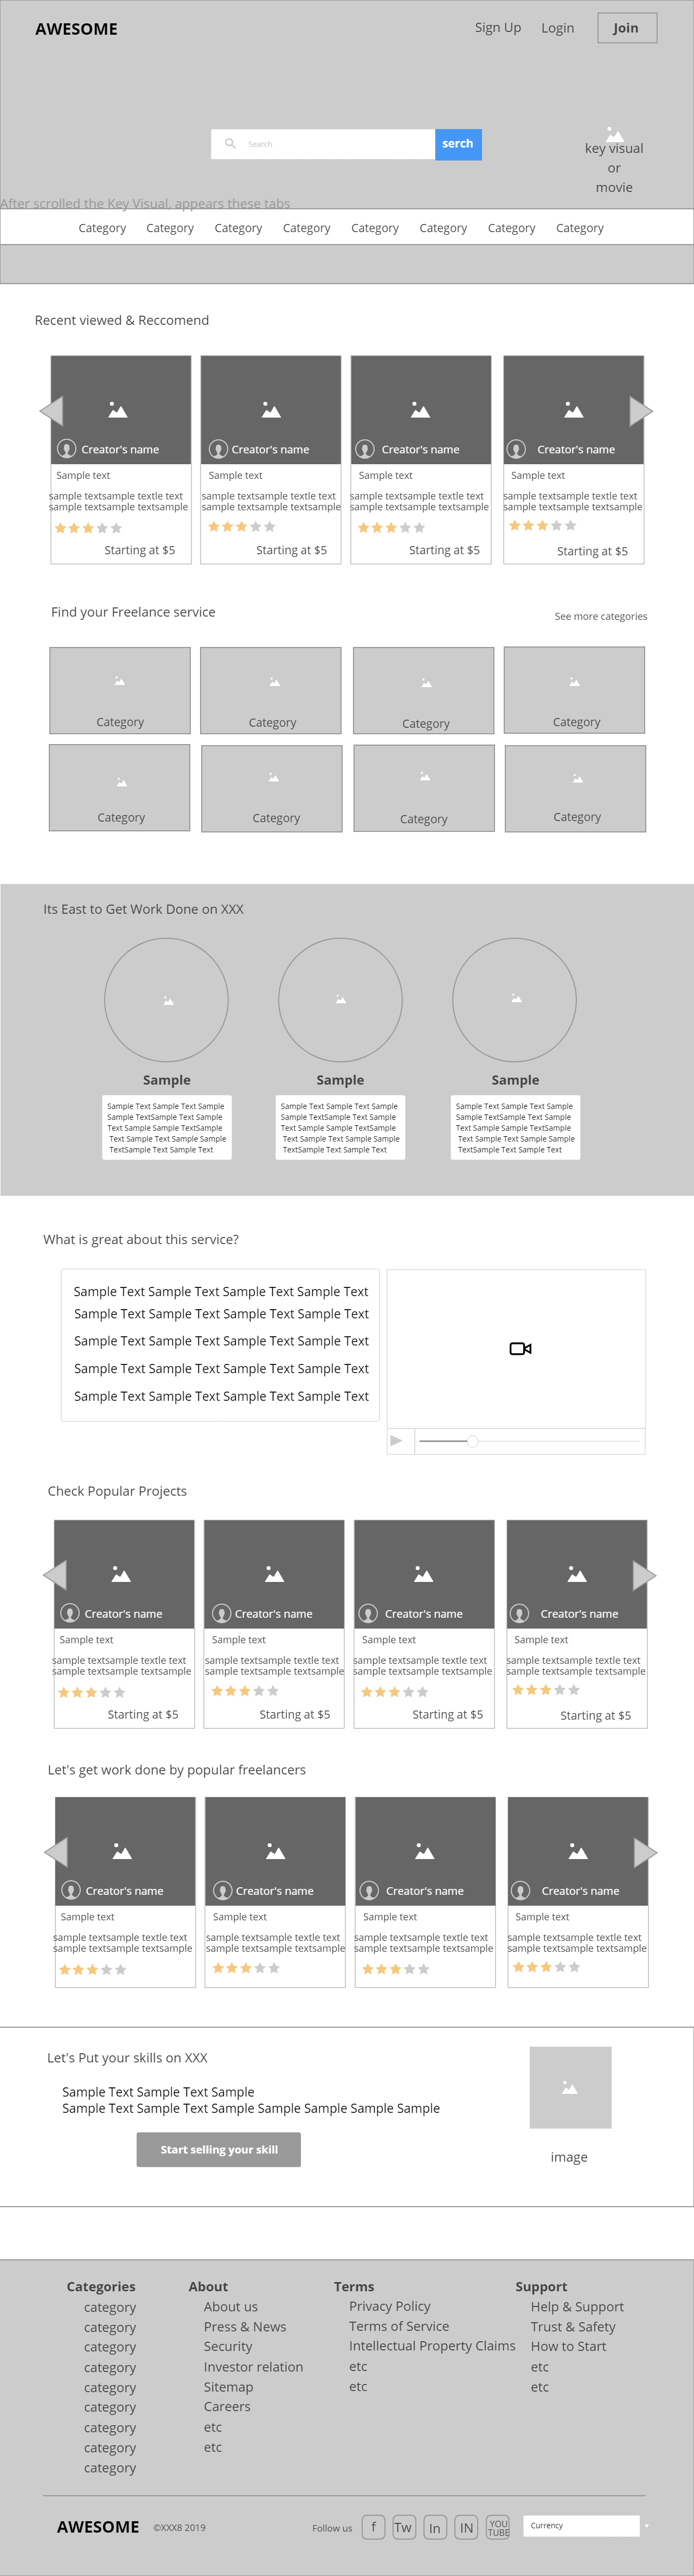 AWESOME
Sign Up
Login
Join
Search
serch
key visual
or
movie
After scrolled the Key Visual, appears these tabs
Category Category Category Category Category Category Category Category
Recent viewed & Reccomend
Creator's name
Sample text
sample textsample textle text
sample textsample textsample
Starting at $5
Creator's name
Sample text
sample textsample textle text
sample textsample textsample
Starting at $5
Creator's name
Sample text
sample textsample textle text
sample textsample textsample
Starting at $5
Creator's name
Sample text
sample textsample textle text
sample textsample textsample
Starting at $5
Find your Freelance service
See more categories
Category Category Category Category
Category Category Category Category
Its East to Get Work Done on XXX
Sample
Sample Text Sample Text Sample
Sample TextSample Text Sample
Text Sample Text Sample TextSample
Text Sample Text Sample Sample
TextSample Text Sample Text
Sample
Sample Text Sample Text Sample
Sample TextSample Text Sample
Text Sample Text Sample TextSample
Text Sample Text Sample Sample
TextSample Text Sample Text
Sample
Sample Text Sample Text Sample
Sample TextSample Text Sample
Text Sample Text Sample TextSample
Text Sample Text Sample Sample
TextSample Text Sample Text
What is great about this service?
Sample Text Sample Text Sample Text Sample Text
Sample Text Sample Text Sample Text Sample Text
Sample Text Sample Text Sample Text Sample Text
Sample Text Sample Text Sample Text Sample Text
Sample Text Sample Text Sample Text Sample Text
Check Popular Projects
Creator's name
Sample text
sample textsample textle text
sample textsample textsample
Starting at $5
Creator's name
Sample text
sample textsample textle text
sample textsample textsample
Starting at $5
Creator's name
Sample text
sample textsample textle text
sample textsample textsample
Starting at $5
Creator's name
Sample text
sample textsample textle text
sample textsample textsample
Starting at $5
Let's get work done by popular freelancers
Creator's name
Sample text
sample textsample textle text
sample textsample textsample
Creator's name
Sample text
sample textsample textle text
sample textsample textsample
Creator's name
Sample text
sample textsample textle text
sample textsample textsample
Creator's name
Sample text
sample textsample textle text
sample textsample textsample
Let's Put your skills on XXX
Sample Text Sample Text Sample
Sample Text Sample Text Sample Sample Sample Sample Sample
Start selling your skill
image
Categories
category
category
category
category
category
category
category
category
category
About
About us
Press & News
Security
Investor relation
Sitemap
Careers
etc
etc
Terms
Privacy Policy
Terms of Service
Intellectual Property Claims
etc
etc
Support
Help & Support
Trust & Safety
How to Start
etc
etc
AWESOME
©XXX8 2019
Follow us
f
Tw
In
IN
YOU
TUBE
Currency